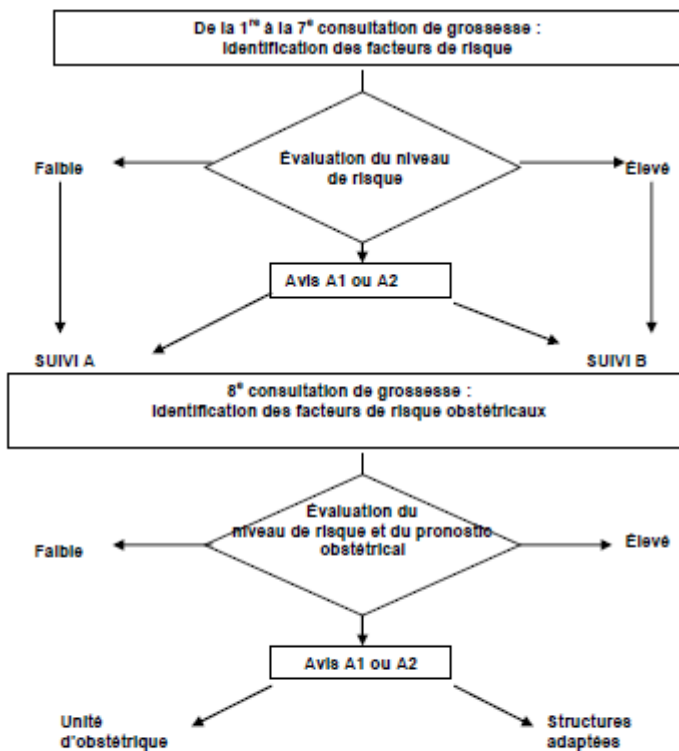 De la 1re à la 7e consultation de grossesse :
Identification des facteurs de risque
Évaluation du niveau
de risque
Faible
Élevé
Avis A1 ou A2
SUIVI A
SUIVI B
8e consultation de grossesse :
Identification des facteurs de risque obstétricaux
Évaluation du
niveau de risque et du pronostic
obstétrical
Faible
Élevé
Avis A1 ou A2
Unité
d'obstétrique
Structures
adaptées